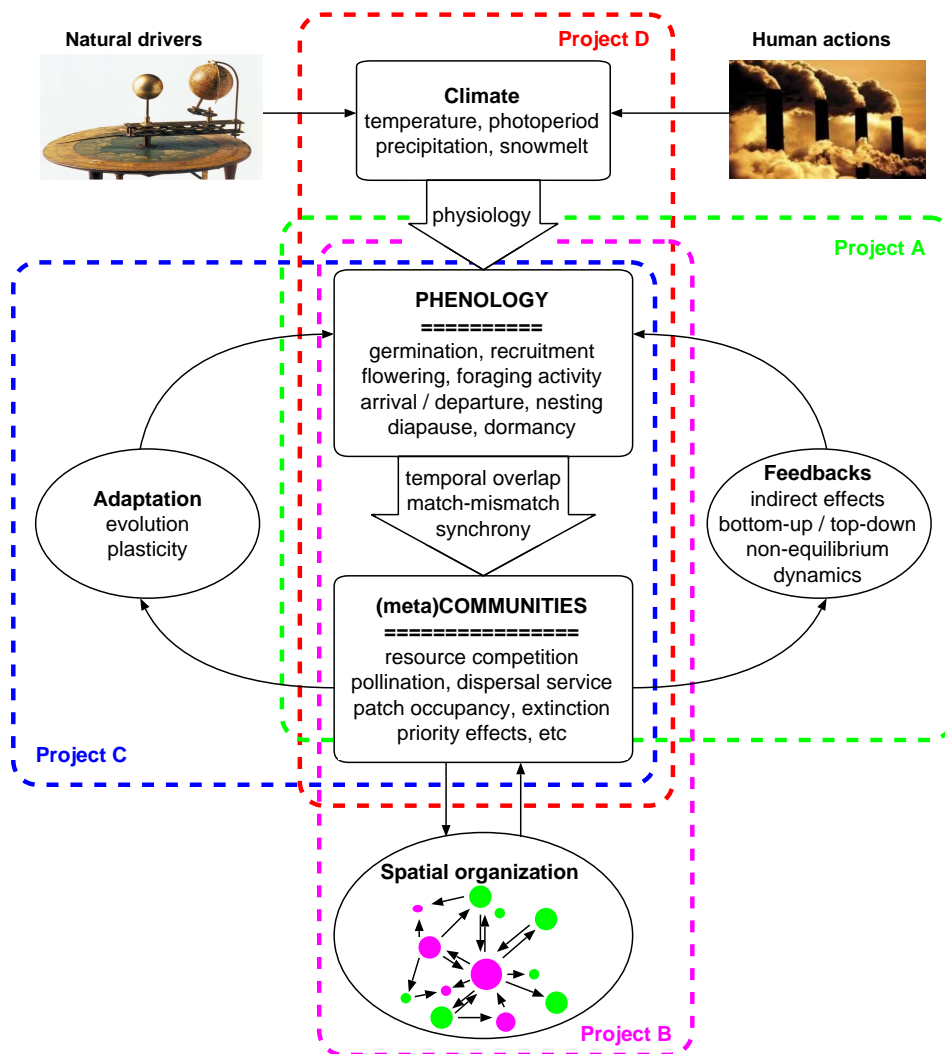 Natural drivers
Project D
Human actions
Climate
temperature, photoperiod
precipitation, snowmelt
physiology
Project A
PHENOLOGY
==========
germination, recruitment
flowering, foraging activity
arrival / departure, nesting
diapause, dormancy
temporal overlap
match-mismatch
synchrony
Adaptation
evolution
plasticity
Feedbacks
indirect effects
bottom-up / top-down
non-equilibrium
dynamics
(meta)COMMUNITIES
================
resource competition
pollination, dispersal service
patch occupancy, extinction
priority effects, etc
Project C
Spatial organization
Project B